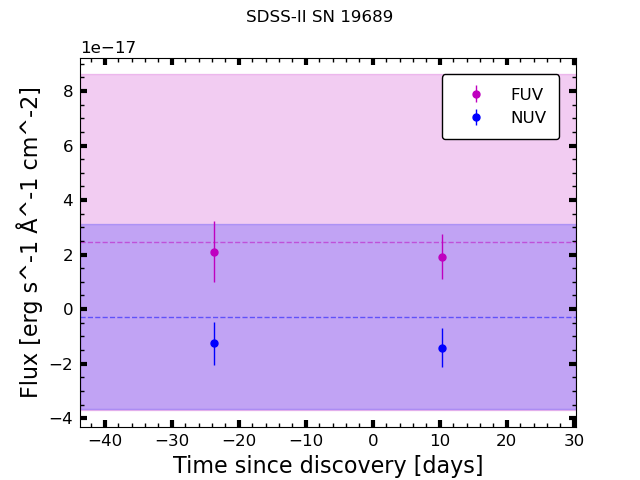 SDSS-II SN 19689
1e−17
FUV
NUV
8
6
4
2
0
−2
−4
Flux [erg s^-1 Å^-1 cm^-2]
−40 −30 −20 −10 0 10 20 30
Time since discovery [days]